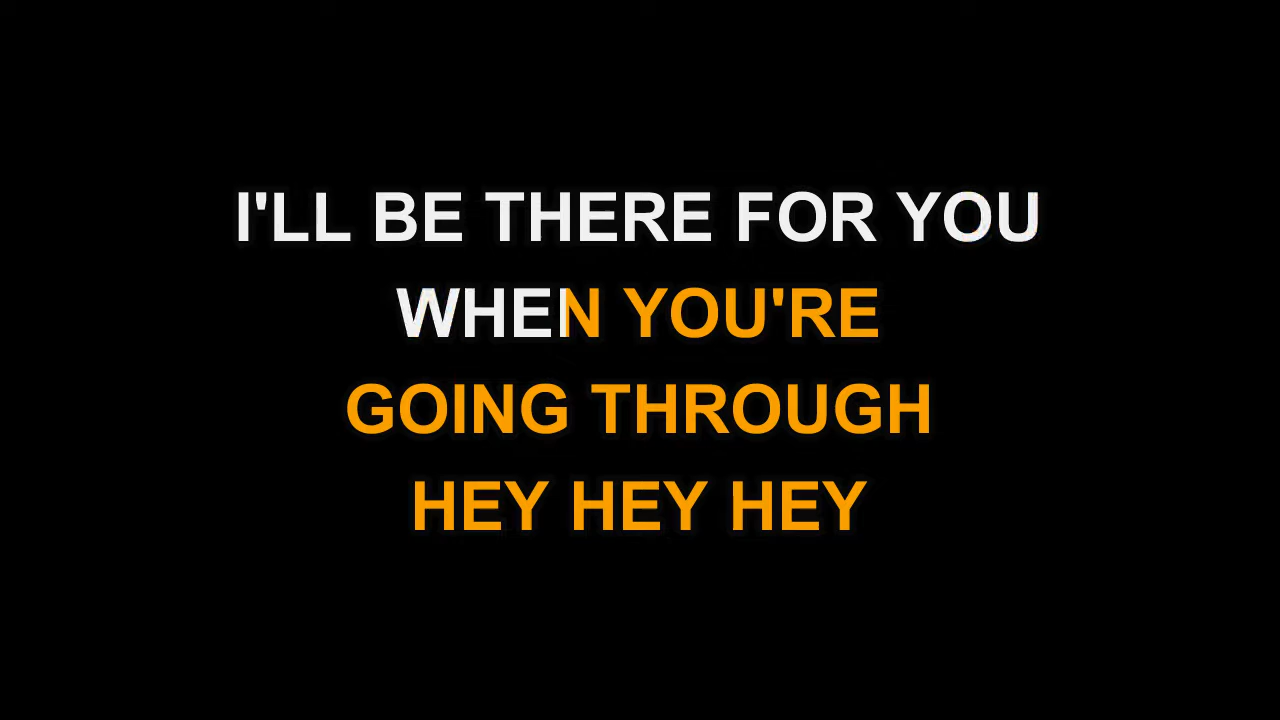 I'LL BE THERE FOR YOU
WHEN YOU'RE
GOING THROUGH
HEY HEY HEY